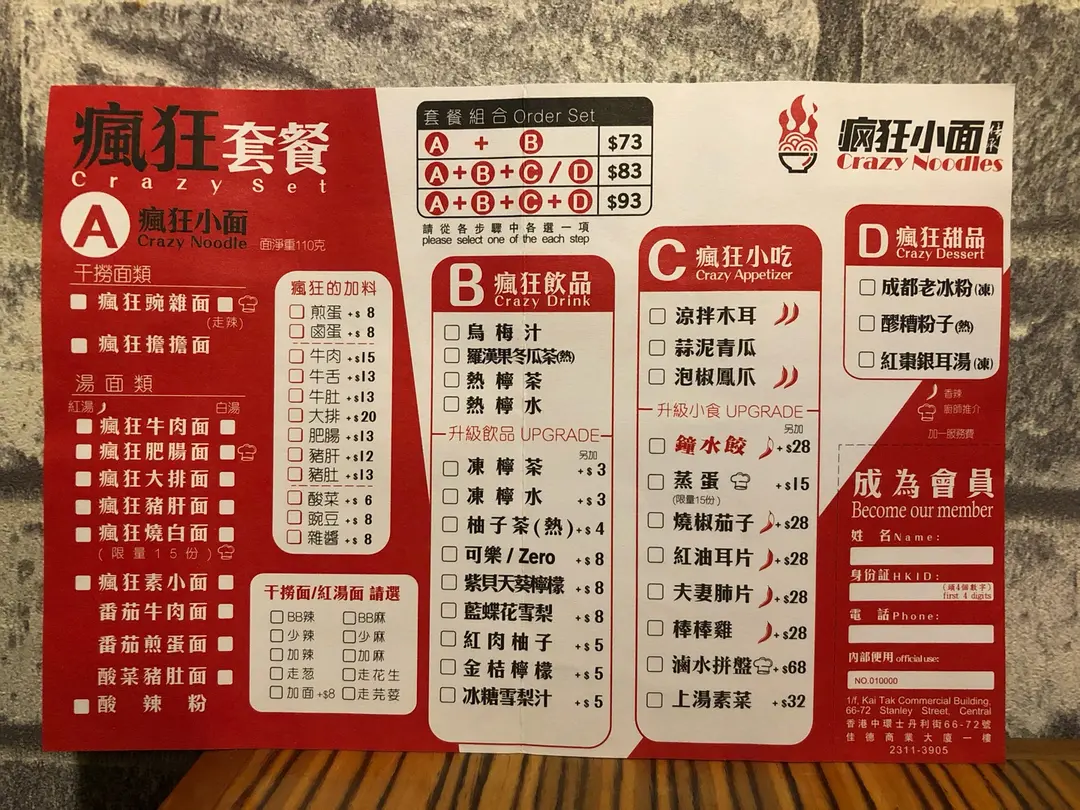 瘋狂套餐
Crazy Set
A 瘋狂小面
Crazy Noodle 面淨重110克
干撈面類
瘋狂豌雜面
(走辣)
瘋狂擔擔面
湯面類
紅湯 白湯
瘋狂牛肉面
瘋狂肥腸面
瘋狂大排面
瘋狂豬肝面
瘋狂燒白面
(限量15份)
瘋狂素小面
番茄牛肉面
番茄煎蛋面
酸菜豬肚面
酸辣粉
瘋狂的加料
煎蛋 +$ 8
鹵蛋 +$ 8
牛肉 +$15
牛舌 +$13
牛肚 +$13
大排 +$20
肥腸 +$13
豬肝 +$12
豬肚 +$13
酸菜 +$ 6
豌豆 +$ 8
雜醬 +$ 8
干撈面/紅湯面 請選
BB辣 BB麻
少辣 少麻
加辣 加麻
走葱 走花生
加面+$8 走芫荽
套餐組合 Order Set
A + B $73
A+B+C/D $83
A+B+C+D $93
請從各步驟中各選一項
please select one of the each step
B 瘋狂飲品
Crazy Drink
烏梅汁
羅漢果冬瓜茶(熱)
熱檸茶
熱檸水
升級飲品 UPGRADE
另加
凍檸茶 +$ 3
凍檸水 +$ 3
柚子茶(熱) +$ 4
可樂/Zero +$ 8
紫貝天葵檸檬 +$ 8
藍蝶花雪梨 +$ 8
紅肉柚子 +$ 5
金桔檸檬 +$ 5
冰糖雪梨汁 +$ 5
C 瘋狂小吃
Crazy Appetizer
涼拌木耳
蒜泥青瓜
泡椒鳳爪
升級小食 UPGRADE
另加
鐘水餃 +$28
蒸蛋 +$15
(限量15份)
燒椒茄子 +$28
紅油耳片 +$28
夫妻肺片 +$28
棒棒雞 +$28
滷水拼盤 +$68
上湯素菜 +$32
疯狂小面
Crazy Noodles
D 瘋狂甜品
Crazy Dessert
成都老冰粉(凍)
醪糟粉子(熱)
紅棗銀耳湯(凍)
香辣
廚師推介
加一服務費
成為會員
Become our member
姓 名Name:
身份証HKID:
(頭4個數字)
first 4 digits
電 話Phone:
內部使用 official use:
NO.010000
1/f, Kai Tak Commercial Building,
66-72 Stanley Street, Central
香港中環士丹利街66-72號
佳德商業大廈一樓
2311-3905